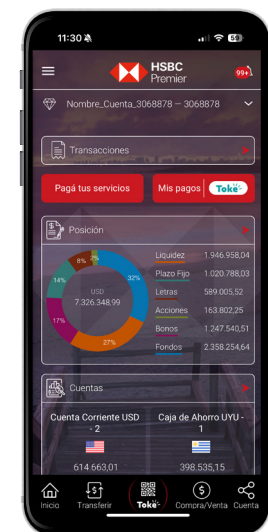 11:30
59
HSBC
Premier
99+
Nombre_Cuenta_3068878 – 3068878
Transacciones
Pagá tus servicios
Mis pagos Toke
Posición
8% 2%
14% 32%
17%
27%
USD
7.326.348,99
Liquidez 1.946.958,04
Plazo Fijo 1.020.788,03
Letras 589.005,52
Acciones 163.802,25
Bonos 1.247.540,51
Fondos 2.358.254,64
Cuentas
Cuenta Corriente USD - 2
Caja de Ahorro UYU - 1
614.663,01 398.535,15
Inicio Transferir Toke Compra/Venta Cuenta